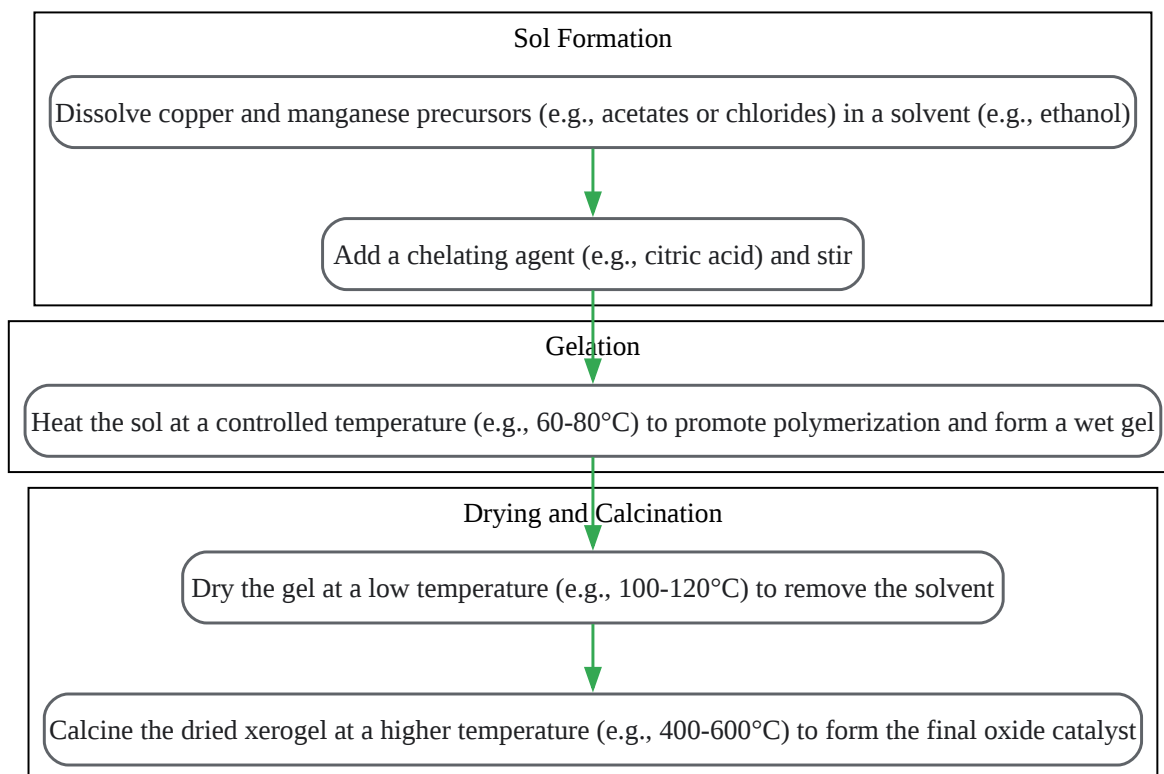 Sol Formation
Dissolve copper and manganese precursors (e.g., acetates or chlorides) in a solvent (e.g., ethanol)
Add a chelating agent (e.g., citric acid) and stir
Gelation
Heat the sol at a controlled temperature (e.g., 60-80°C) to promote polymerization and form a wet gel
Drying and Calcination
Dry the gel at a low temperature (e.g., 100-120°C) to remove the solvent
Calcine the dried xerogel at a higher temperature (e.g., 400-600°C) to form the final oxide catalyst